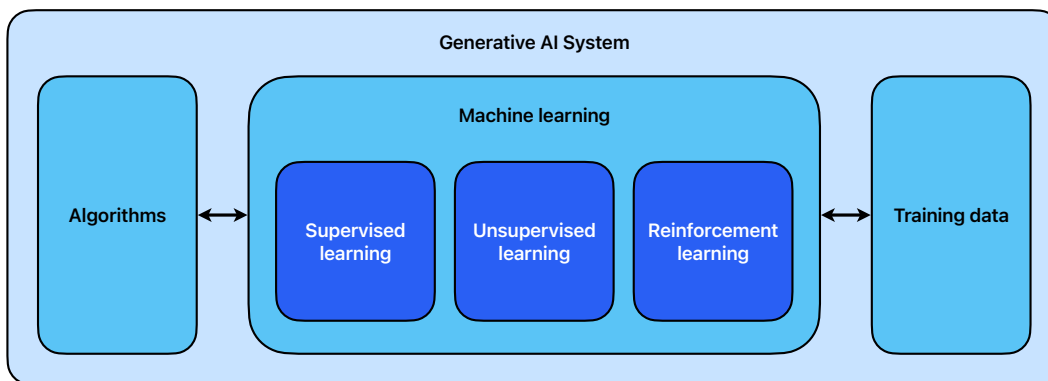 Generative AI System
Algorithms
Machine learning
Supervised
learning
Unsupervised
learning
Reinforcement
learning
Training data